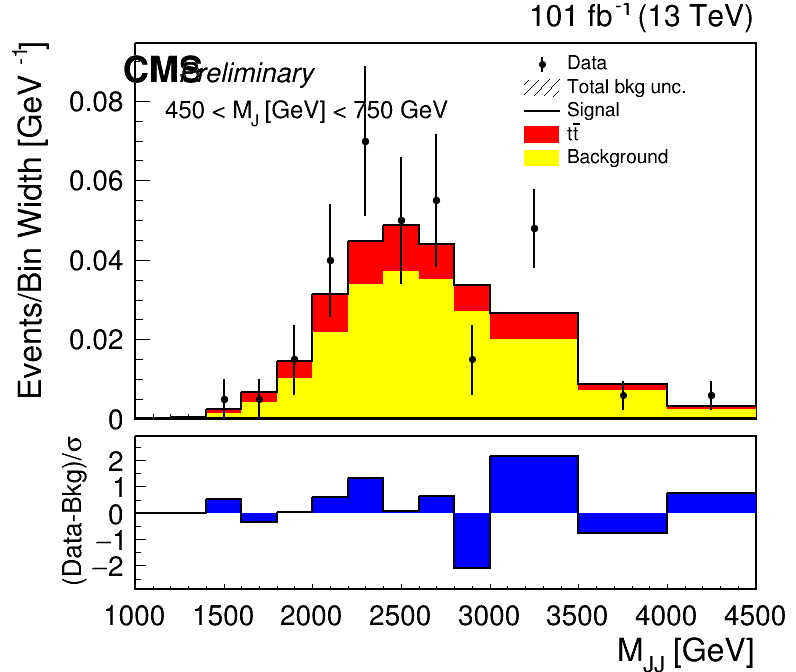 101 fb⁻¹ (13 TeV)
CMS Preliminary
450 < M_J [GeV] < 750 GeV
Data
Total bkg unc.
Signal
tt̄
Background
Events/Bin Width [GeV⁻¹]
0.08
0.06
0.04
0.02
0
(Data-Bkg)/σ
2
1
0
−1
−2
1000 1500 2000 2500 3000 3500 4000 4500
M_JJ [GeV]